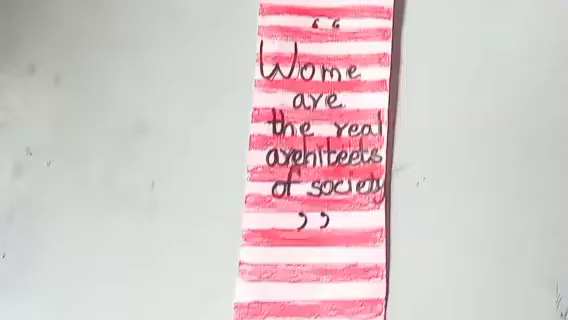 “
Wome
are
the real
architects
of society
”